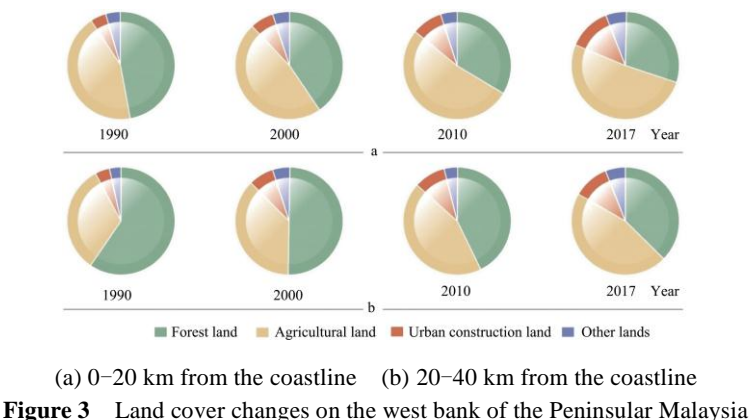 1990 2000 2010 2017 Year
a
1990 2000 2010 2017 Year
b
Forest land Agricultural land Urban construction land Other lands
(a) 0−20 km from the coastline (b) 20−40 km from the coastline
Figure 3 Land cover changes on the west bank of the Peninsular Malaysia